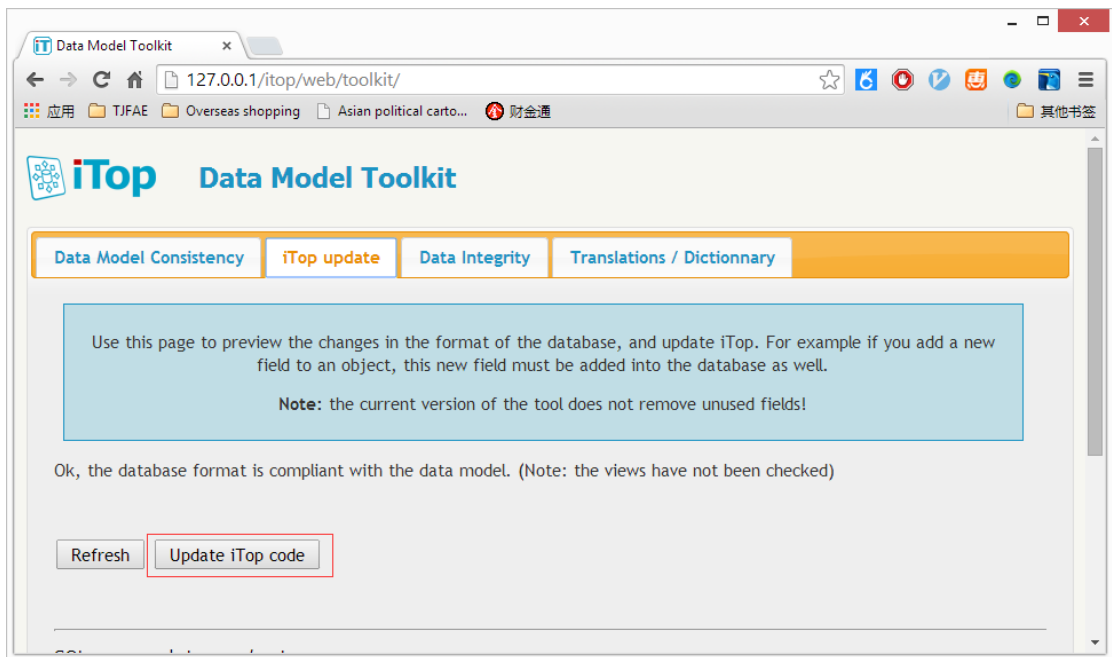 Data Model Toolkit
127.0.0.1/itop/web/toolkit/
应用 TJFAE Overseas shopping Asian political carto... 财金通 其他书签
iTop Data Model Toolkit
Data Model Consistency iTop update Data Integrity Translations / Dictionnary
Use this page to preview the changes in the format of the database, and update iTop. For example if you add a new
field to an object, this new field must be added into the database as well.
Note: the current version of the tool does not remove unused fields!
Ok, the database format is compliant with the data model. (Note: the views have not been checked)
Refresh Update iTop code